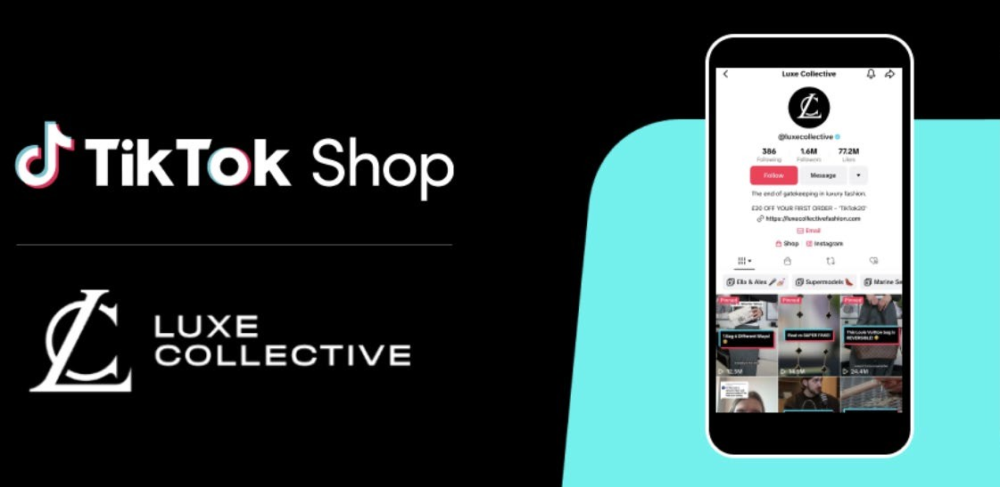 TikTok Shop
LUXE
COLLECTIVE
Luxe Collective
@luxecollective
386 1.6M 77.2M
Following Followers Likes
Follow Message
The end of gatekeeping in luxury fashion.
£20 OFF YOUR FIRST ORDER - "TikTok20"
https://luxecollectivefashion.com
Email
Shop Instagram
Ella & Alex Supermodels Marine Se
Pinned Pinned Pinned
1 Bag 6 Different Ways!
Real vs SUPER FAKE!
This Louis Vuitton bag is
REVERSIBLE!
24.4M